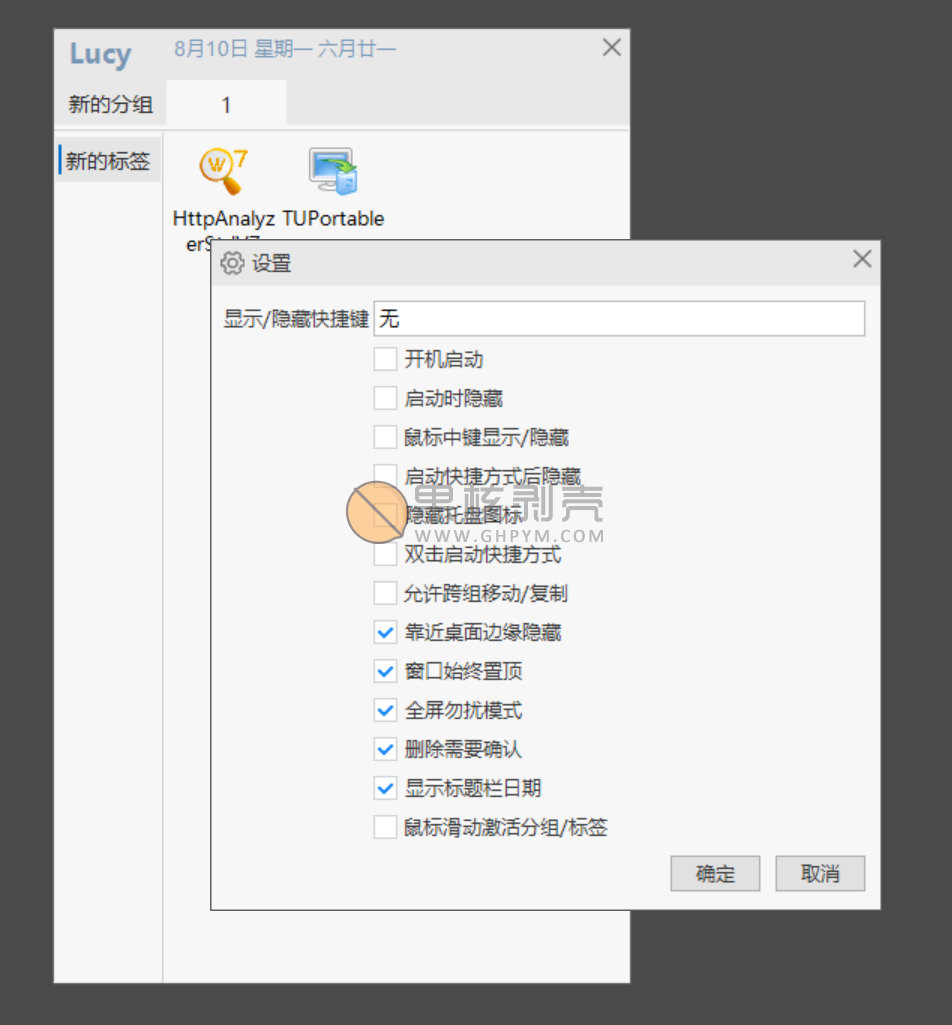 Lucy
8月10日 星期一 六月廿一
新的分组
1
新的标签
HttpAnalyz
TUPortable
设置
显示/隐藏快捷键
无
开机启动
启动时隐藏
鼠标中键显示/隐藏
启动快捷方式后隐藏
隐藏托盘图标
果核剥壳
WWW.GHPYM.COM
双击启动快捷方式
允许跨组移动/复制
靠近桌面边缘隐藏
窗口始终置顶
全屏勿扰模式
删除需要确认
显示标题栏日期
鼠标滑动激活分组/标签
确定
取消